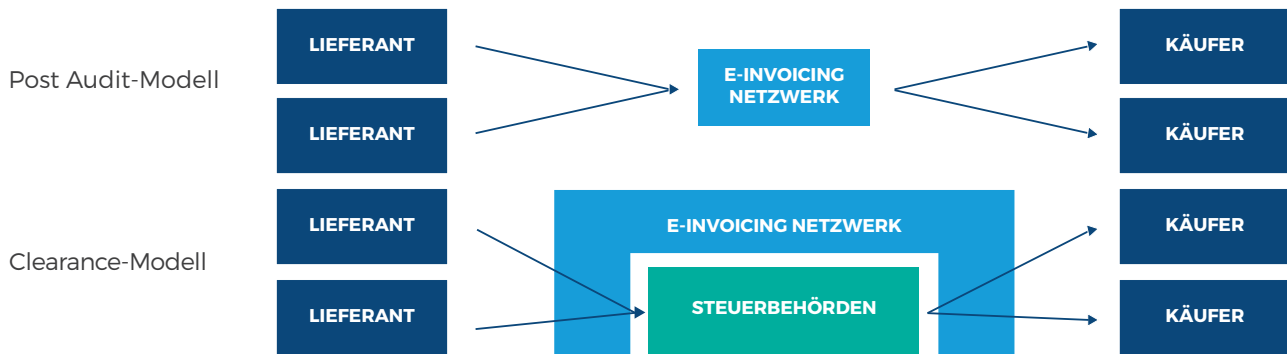 LIEFERANT
KÄUFER
Post Audit-Modell
E-INVOICING
NETZWERK
LIEFERANT
KÄUFER
LIEFERANT
E-INVOICING NETZWERK
KÄUFER
Clearance-Modell
LIEFERANT
STEUERBEHÖRDEN
KÄUFER